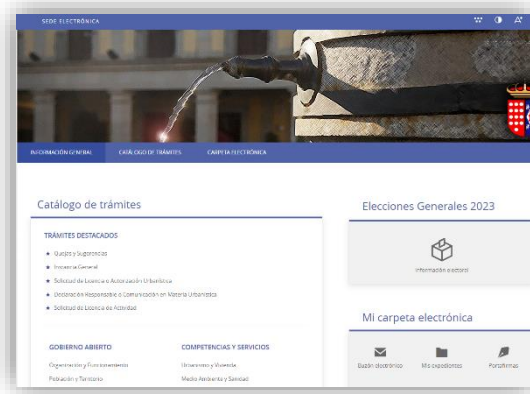 SEDE ELECTRÓNICA
INFORMACIÓN GENERAL
CATÁLOGO DE TRÁMITES
CARPETA ELECTRÓNICA
Catálogo de trámites
TRÁMITES DESTACADOS
Quejas y Sugerencias
Instancia General
Solicitud de Licencia o Autorización Urbanística
Declaración Responsable o Comunicación en Materia Urbanística
Solicitud de Licencia de Actividad
GOBIERNO ABIERTO
Organización y Funcionamiento
Población y Territorio
COMPETENCIAS Y SERVICIOS
Urbanismo y Vivienda
Medio Ambiente y Sanidad
Elecciones Generales 2023
Información electoral
Mi carpeta electrónica
Buzón electrónico
Mis expedientes
Portafirmas